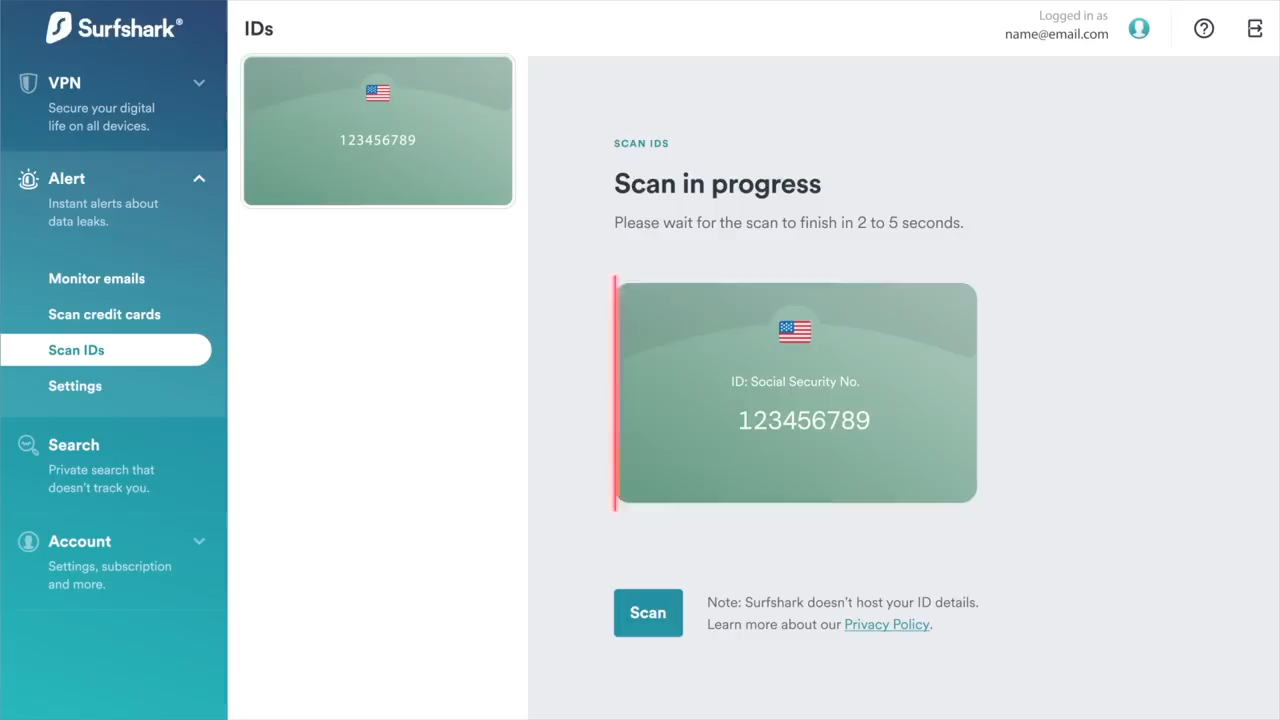 Surfshark®
VPN
Secure your digital
life on all devices.
Alert
Instant alerts about
data leaks.
Monitor emails
Scan credit cards
Scan IDs
Settings
Search
Private search that
doesn't track you.
Account
Settings, subscription
and more.
IDs
Logged in as
name@email.com
123456789
SCAN IDS
Scan in progress
Please wait for the scan to finish in 2 to 5 seconds.
ID: Social Security No.
123456789
Scan
Note: Surfshark doesn't host your ID details.
Learn more about our Privacy Policy.